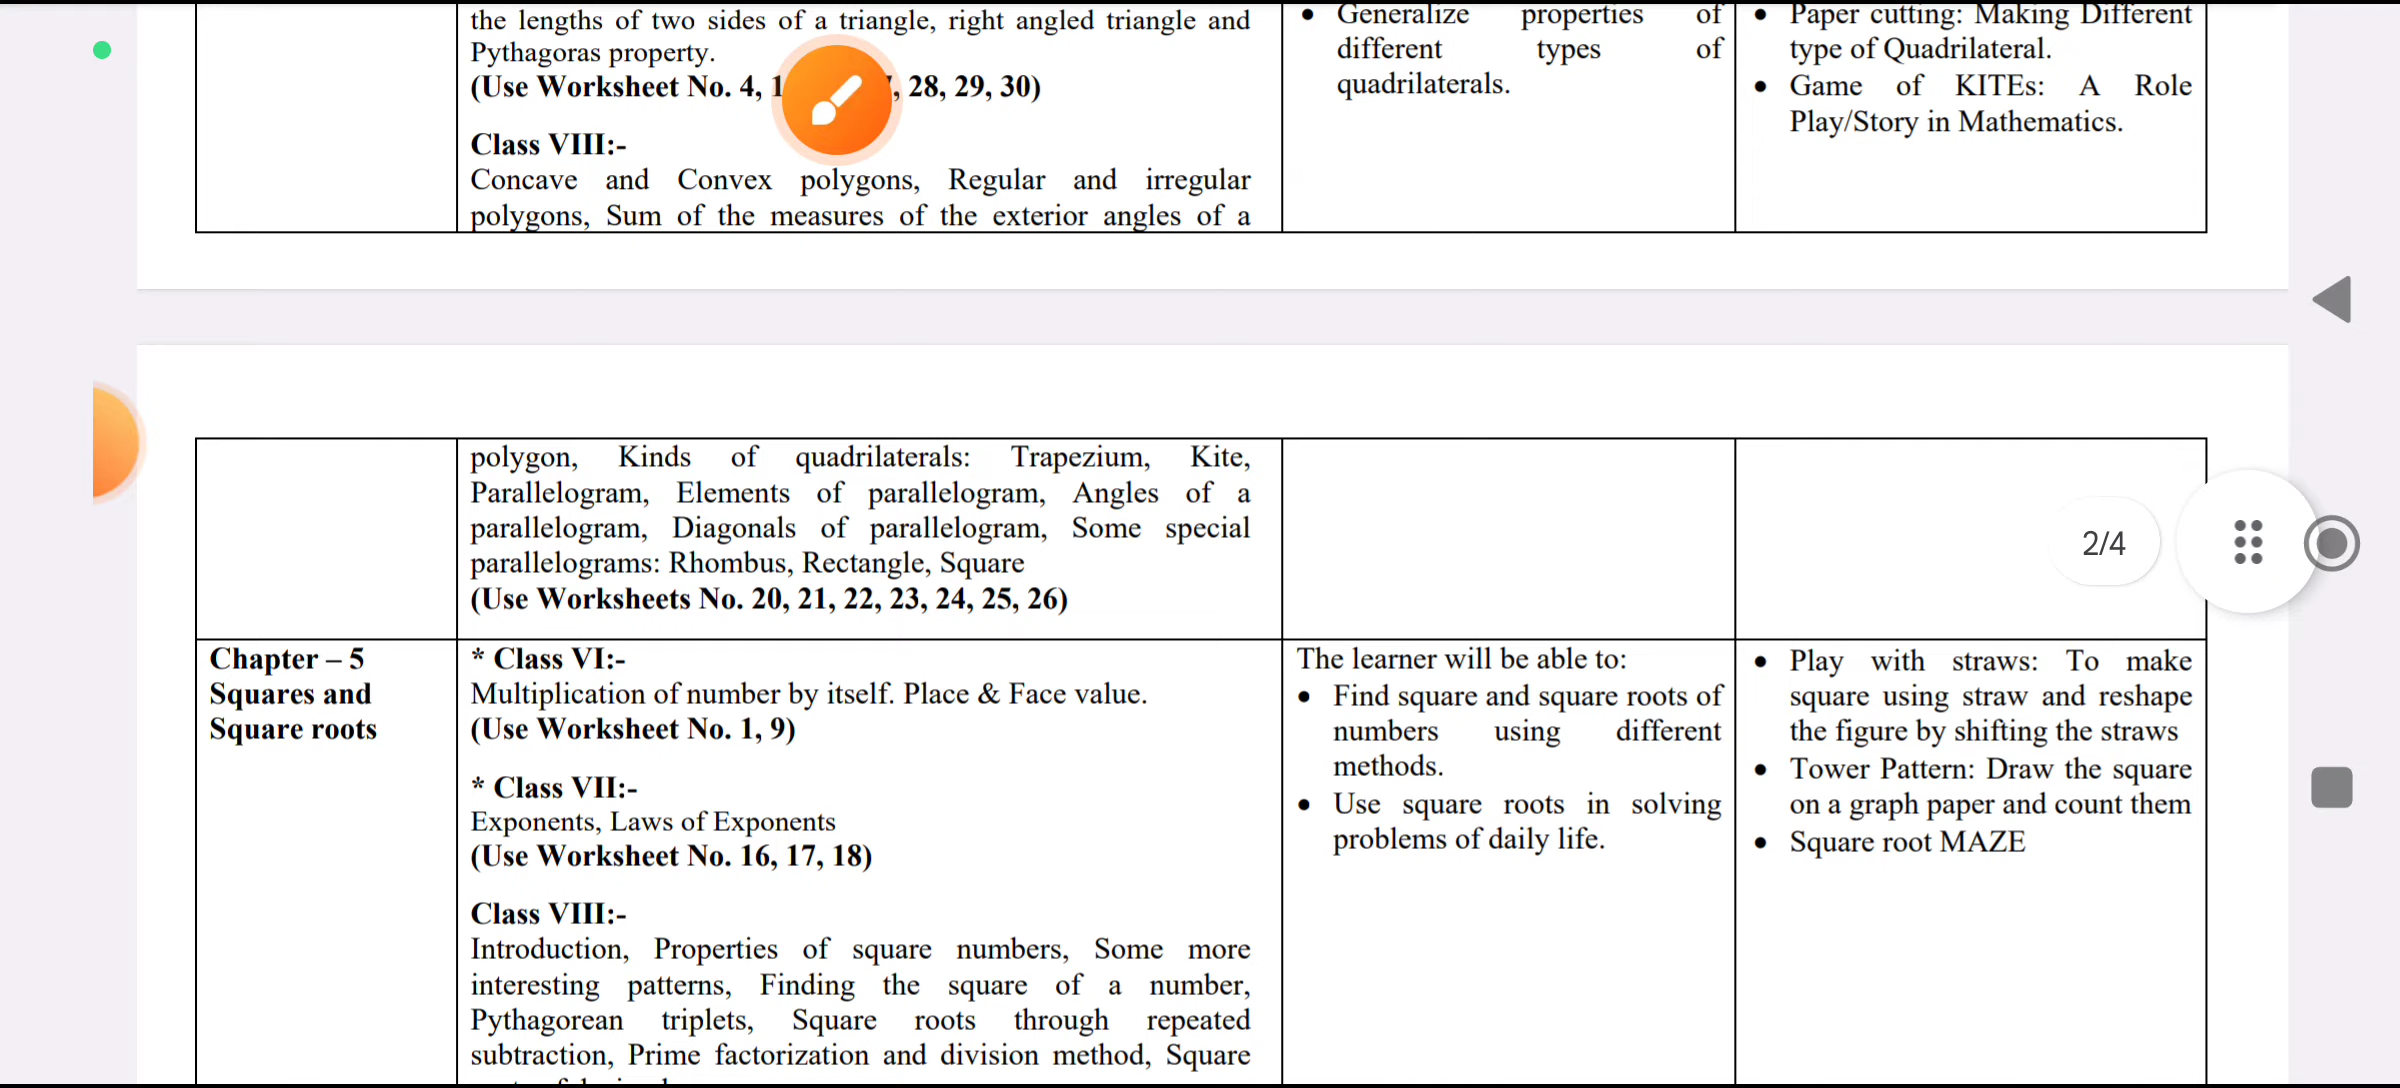 the lengths of two sides of a triangle, right angled triangle and
Pythagoras property.
(Use Worksheet No. 4, 1 , 28, 29, 30)
Class VIII:-
Concave and Convex polygons, Regular and irregular
polygons, Sum of the measures of the exterior angles of a
• Generalize properties of
different types of
quadrilaterals.
• Paper cutting: Making Different
type of Quadrilateral.
• Game of KITEs: A Role
Play/Story in Mathematics.
polygon, Kinds of quadrilaterals: Trapezium, Kite,
Parallelogram, Elements of parallelogram, Angles of a
parallelogram, Diagonals of parallelogram, Some special
parallelograms: Rhombus, Rectangle, Square
(Use Worksheets No. 20, 21, 22, 23, 24, 25, 26)
2/4
Chapter – 5
Squares and
Square roots
* Class VI:-
Multiplication of number by itself. Place & Face value.
(Use Worksheet No. 1, 9)
* Class VII:-
Exponents, Laws of Exponents
(Use Worksheet No. 16, 17, 18)
Class VIII:-
Introduction, Properties of square numbers, Some more
interesting patterns, Finding the square of a number,
Pythagorean triplets, Square roots through repeated
subtraction, Prime factorization and division method, Square
The learner will be able to:
• Find square and square roots of
numbers using different
methods.
• Use square roots in solving
problems of daily life.
• Play with straws: To make
square using straw and reshape
the figure by shifting the straws
• Tower Pattern: Draw the square
on a graph paper and count them
• Square root MAZE